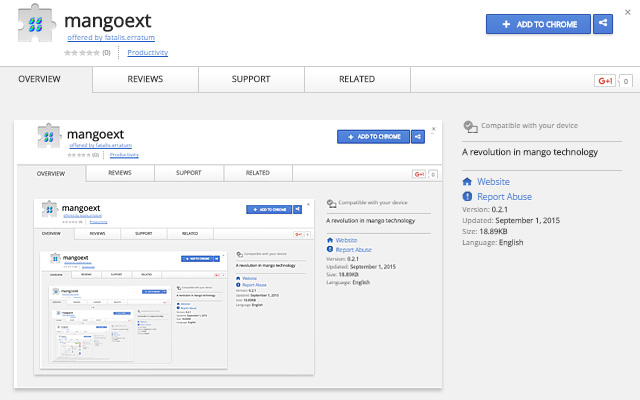 mangoext
offered by fatalis.erratum
(0)
Productivity
+ ADD TO CHROME
×
OVERVIEW
REVIEWS
SUPPORT
RELATED
G+1
0
Compatible with your device
A revolution in mango technology
Website
Report Abuse
Version: 0.2.1
Updated: September 1, 2015
Size: 18.89KB
Language: English
mangoext
offered by fatalis.erratum
(0)
Productivity
+ ADD TO CHROME
×
OVERVIEW
REVIEWS
SUPPORT
RELATED
G+1
0
Compatible with your device
A revolution in mango technology
Website
Report Abuse
Version: 0.2.1
Updated: September 1, 2015
Size: 18.89KB
Language: English
mangoext
+ ADD TO CHROME
OVERVIEW
REVIEWS
SUPPORT
RELATED
Compatible with your device
A revolution in mango technology
Website
Report Abuse
Version: 0.2.1
Updated: September 1, 2015
Size: 18.89KB
Language: English
mangoext